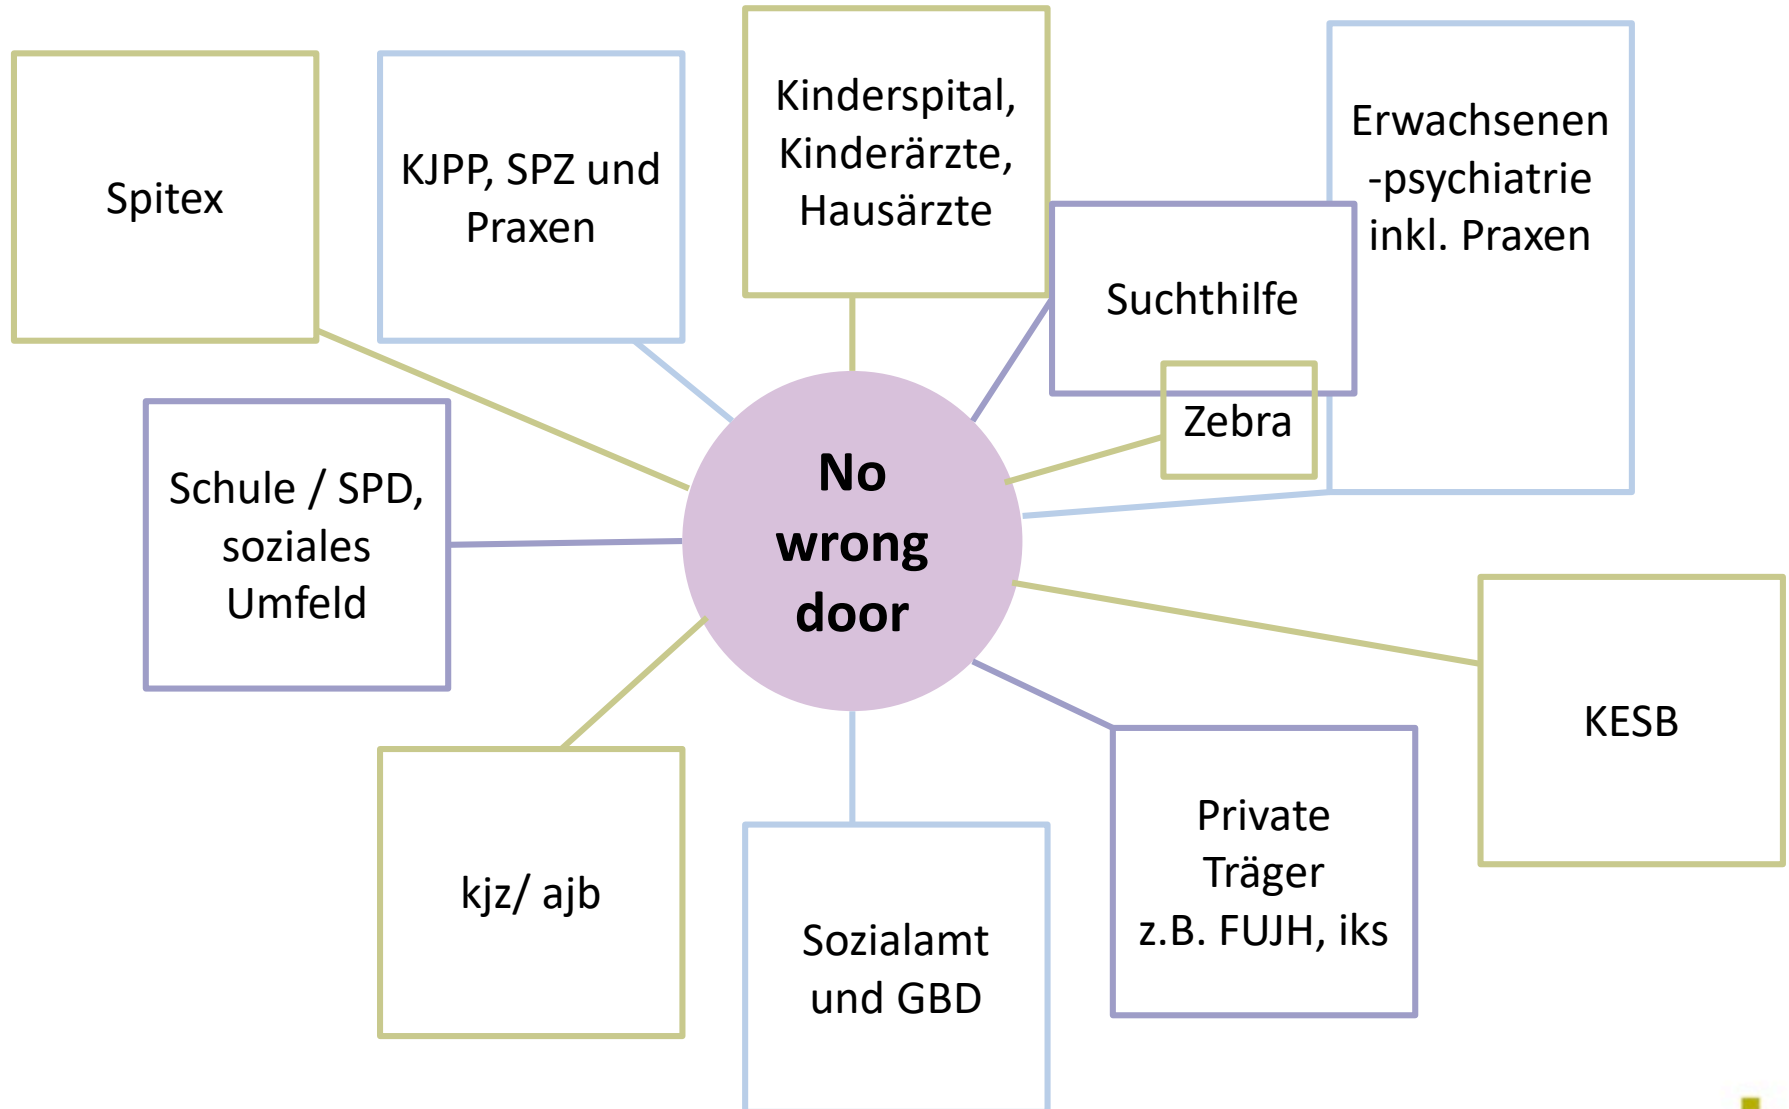 Spitex
KJPP, SPZ und
Praxen
Kinderspital,
Kinderärzte,
Hausärzte
Erwachsenen
-psychiatrie
inkl. Praxen
Suchthilfe
Zebra
Schule / SPD,
soziales
Umfeld
No
wrong
door
KESB
kjz/ ajb
Sozialamt
und GBD
Private
Träger
z.B. FUJH, iks